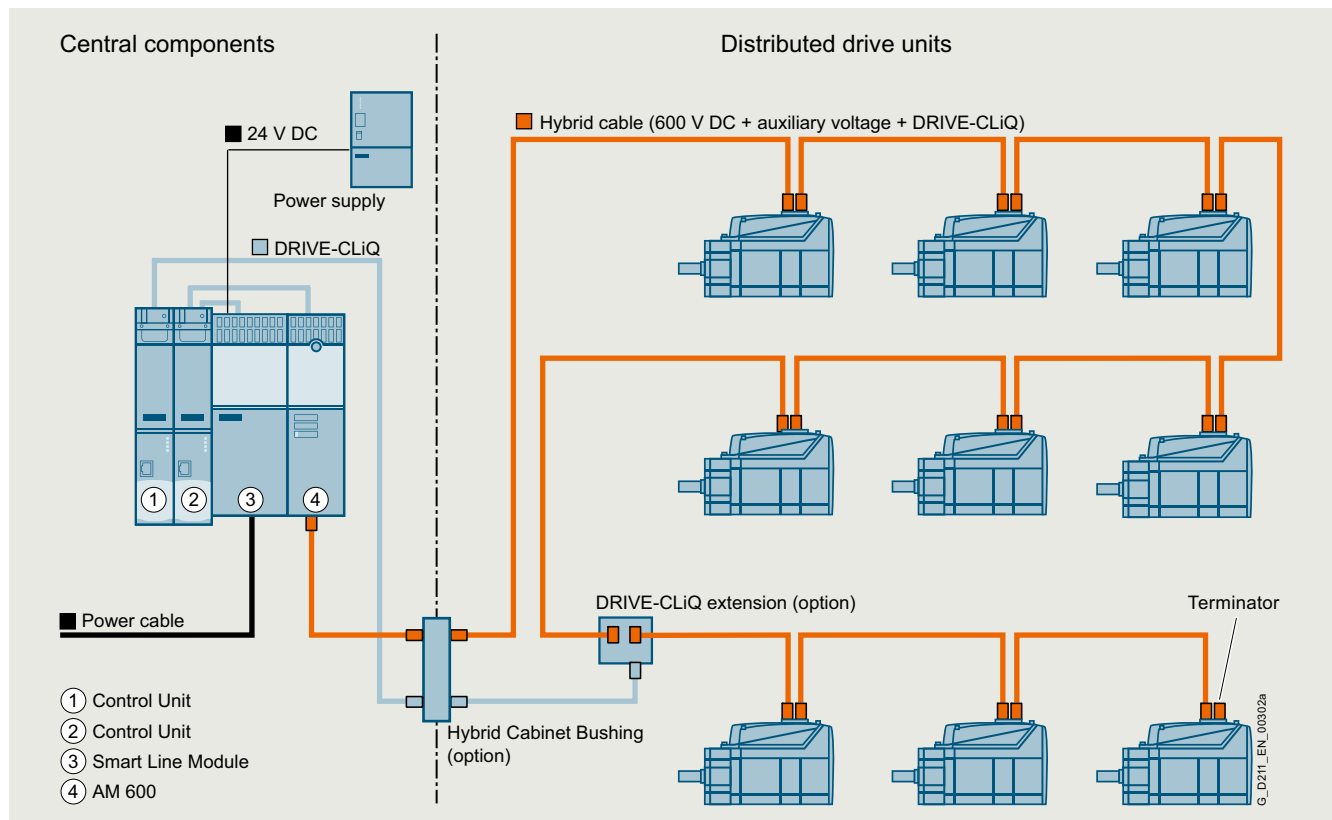 Central components
Distributed drive units
24 V DC
Power supply
Hybrid cable (600 V DC + auxiliary voltage + DRIVE-CLiQ)
DRIVE-CLiQ
1
2
3
4
Power cable
DRIVE-CLiQ extension (option)
Terminator
Hybrid Cabinet Bushing
(option)
1 Control Unit
2 Control Unit
3 Smart Line Module
4 AM 600
G_D211_EN_00302a